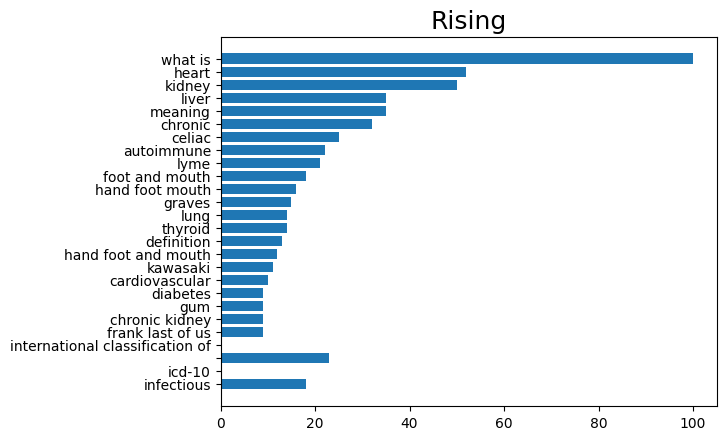 Rising
what is
heart
kidney
liver
meaning
chronic
celiac
autoimmune
lyme
foot and mouth
hand foot mouth
graves
lung
thyroid
definition
hand foot and mouth
kawasaki
cardiovascular
diabetes
gum
chronic kidney
frank last of us
international classification of
icd-10
infectious
0 20 40 60 80 100